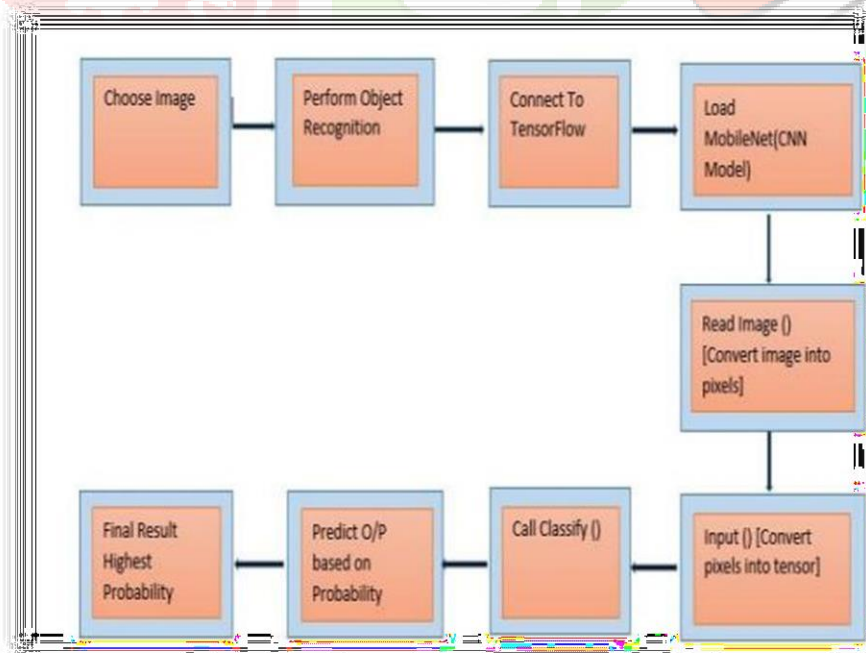 Choose Image
Perform Object
Recognition
Connect To
TensorFlow
Load
MobileNet(CNN
Model)
Read Image ()
[Convert image into
pixels]
Input () [Convert
pixels into tensor]
Call Classify ()
Predict O/P
based on
Probability
Final Result
Highest
Probability